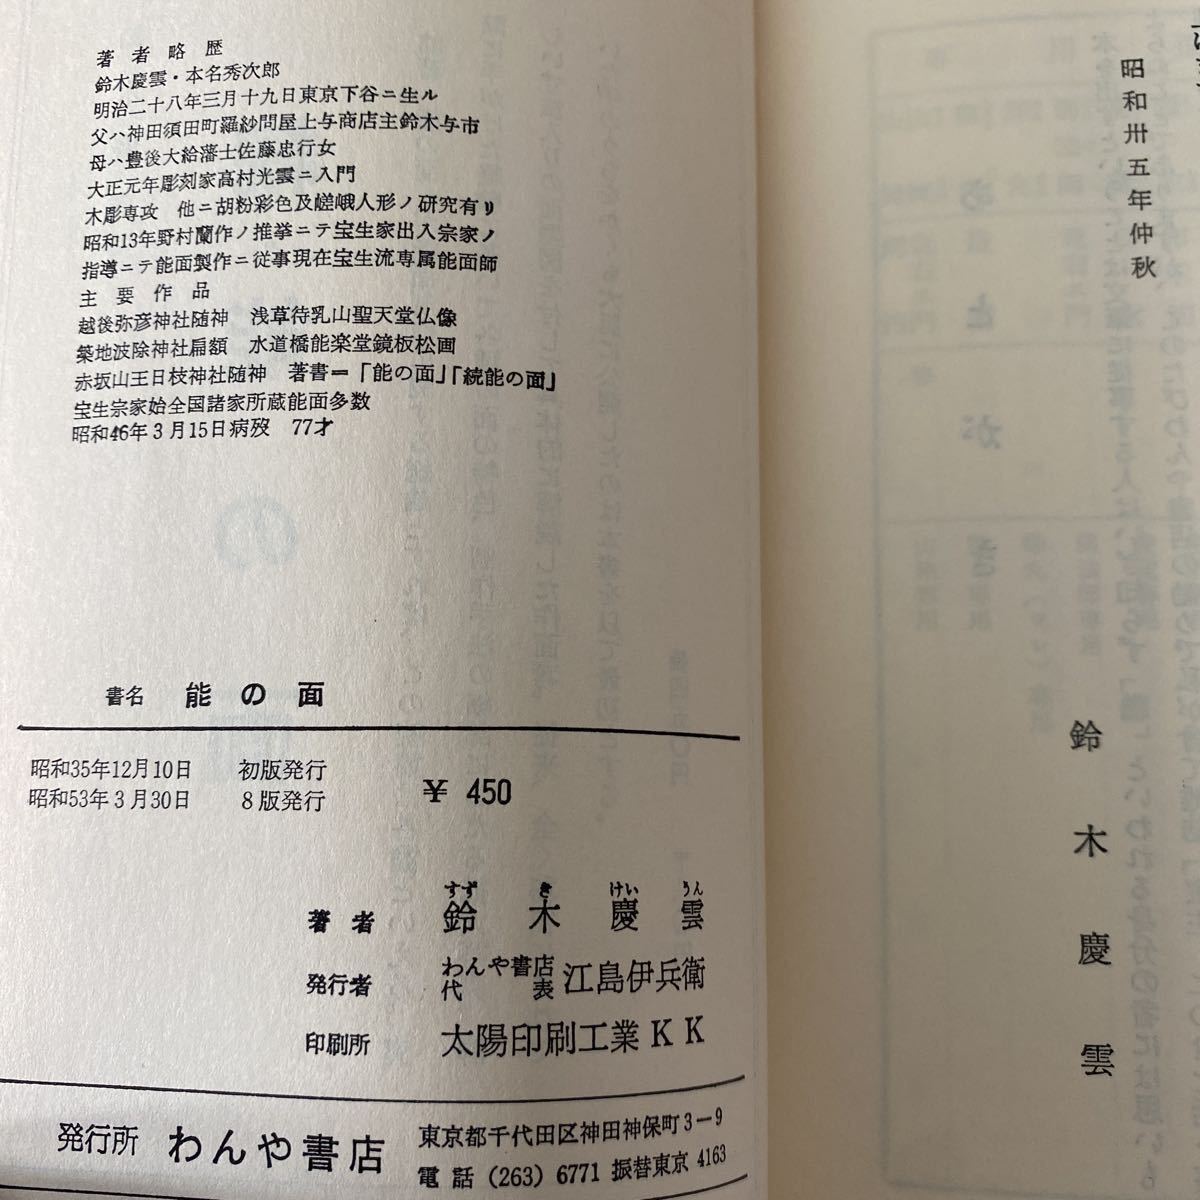 昭和卅五年仲秋
鈴木慶雲
著者略歴
鈴木慶雲・本名秀次郎
明治二十八年三月十九日東京下谷ニ生ル
父ハ神田須田町羅紗問屋上与商店主鈴木与市
母ハ豊後大給藩士佐藤忠行女
大正元年彫刻家高村光雲ニ入門
木彫専攻 他ニ胡粉彩色及嵯峨人形ノ研究有リ
昭和13年野村蘭作ノ推挙ニテ宝生家出入宗家ノ
指導ニテ能面製作ニ従事現在宝生流専属能面師
主要作品
越後弥彦神社随神 浅草待乳山聖天堂仏像
築地波除神社扁額 水道橋能楽堂鏡板松画
赤坂山王日枝神社随神 著書=「能の面」「続能の面」
宝生宗家始全国諸家所蔵能面多数
昭和46年3月15日病歿 77才
書名 能の面
昭和35年12月10日 初版発行
昭和53年3月30日 8版発行
¥ 450
すずきけいうん
著者 鈴木慶雲
発行者 わんや書店代表 江島伊兵衛
印刷所 太陽印刷工業KK
発行所 わんや書店
東京都千代田区神田神保町3-9
電話 (263) 6771 振替東京 4163